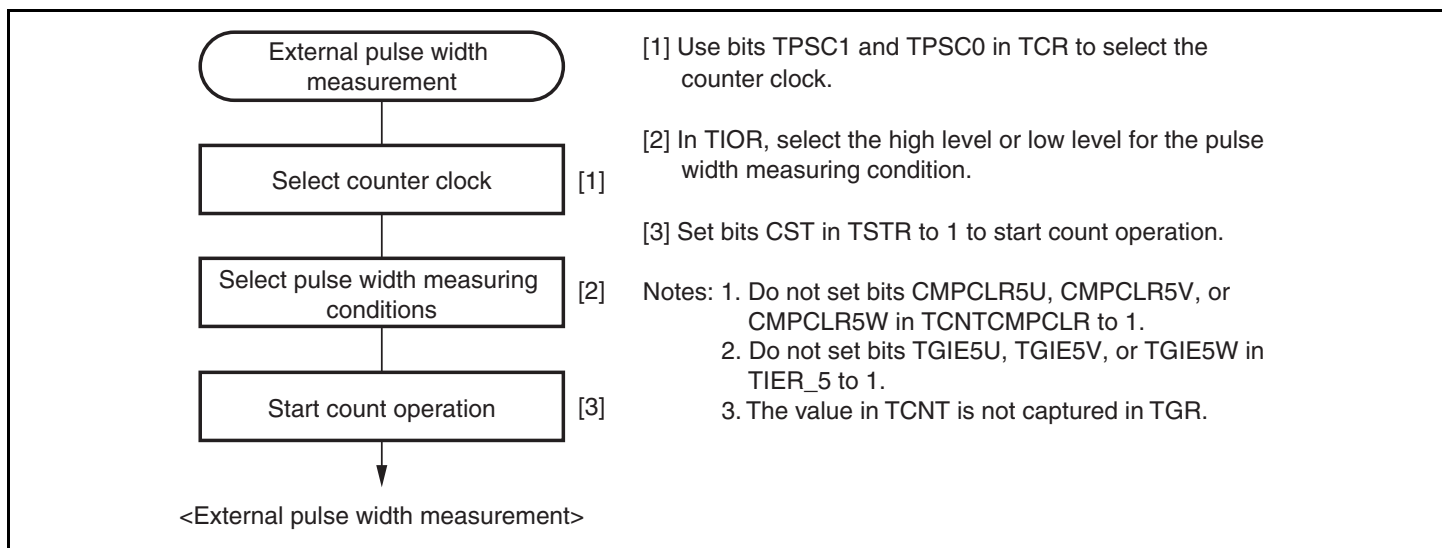 External pulse width
measurement
Select counter clock
[1]
Select pulse width measuring
conditions
[2]
Start count operation
[3]
<External pulse width measurement>
[1] Use bits TPSC1 and TPSC0 in TCR to select the
counter clock.
[2] In TIOR, select the high level or low level for the pulse
width measuring condition.
[3] Set bits CST in TSTR to 1 to start count operation.
Notes: 1. Do not set bits CMPCLR5U, CMPCLR5V, or
CMPCLR5W in TCNTCMPCLR to 1.
2. Do not set bits TGIE5U, TGIE5V, or TGIE5W in
TIER_5 to 1.
3. The value in TCNT is not captured in TGR.